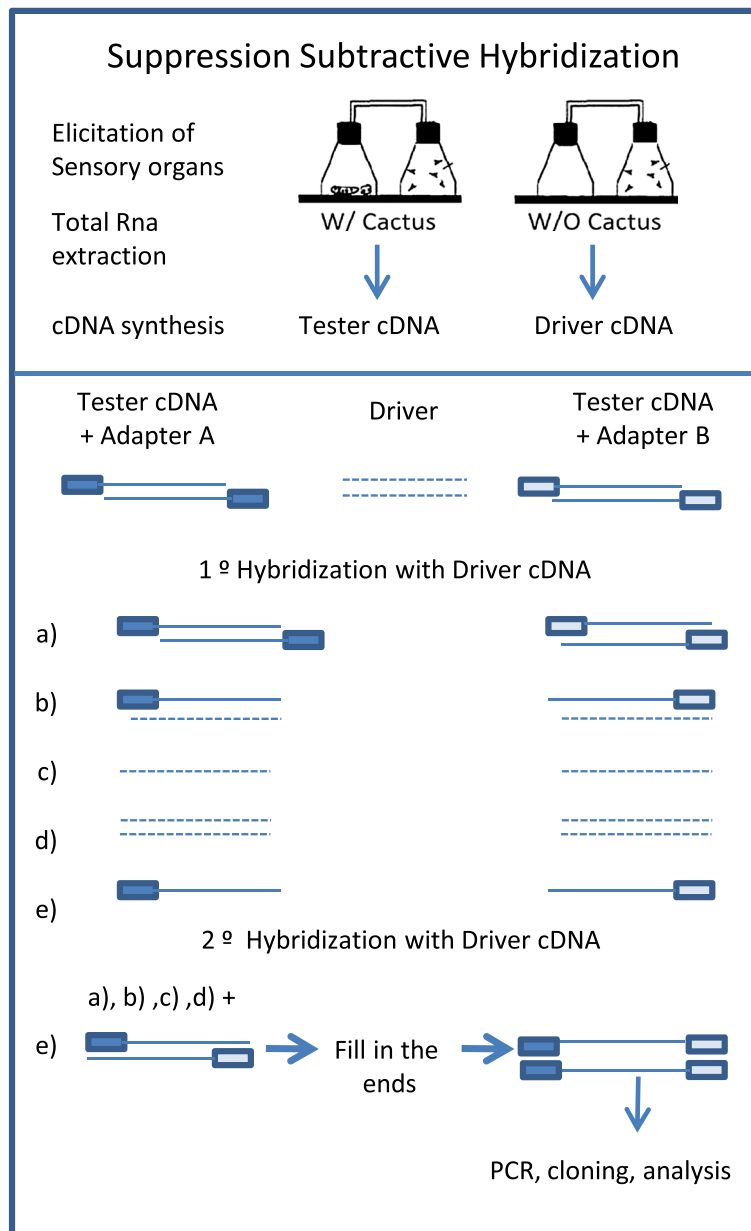 Suppression Subtractive Hybridization
Elicitation of
Sensory organs
Total Rna
extraction
W/ Cactus
W/O Cactus
cDNA synthesis
Tester cDNA
Driver cDNA
Tester cDNA
+ Adapter A
Driver
Tester cDNA
+ Adapter B
1 º Hybridization with Driver cDNA
a)
b)
c)
d)
e)
2 º Hybridization with Driver cDNA
a), b) ,c) ,d) +
e)
Fill in the
ends
PCR, cloning, analysis